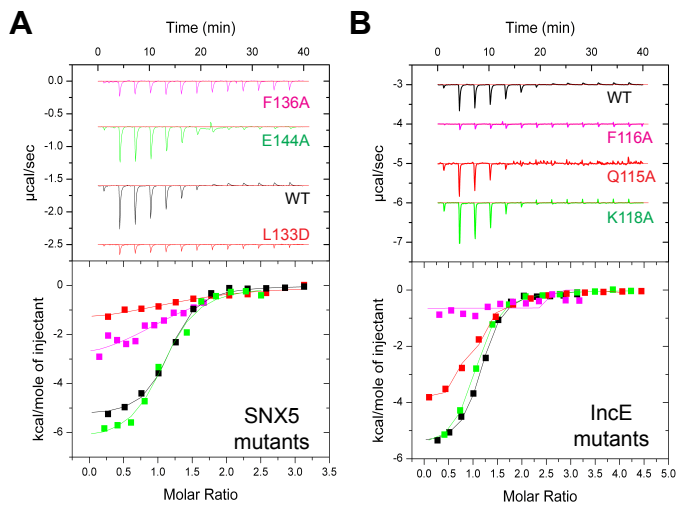 A
Time (min)
0 10 20 30 40
0.0
-0.5
-1.0
-1.5
-2.0
-2.5
µcal/sec
F136A
E144A
WT
L133D
0
-2
-4
-6
kcal/mole of injectant
SNX5
mutants
0.0 0.5 1.0 1.5 2.0 2.5 3.0 3.5
Molar Ratio
B
Time (min)
0 10 20 30 40
-3
-4
-5
-6
-7
µcal/sec
WT
F116A
Q115A
K118A
0
-2
-4
-6
kcal/mole of injectant
IncE
mutants
0.0 0.5 1.0 1.5 2.0 2.5 3.0 3.5 4.0 4.5 5.0
Molar Ratio